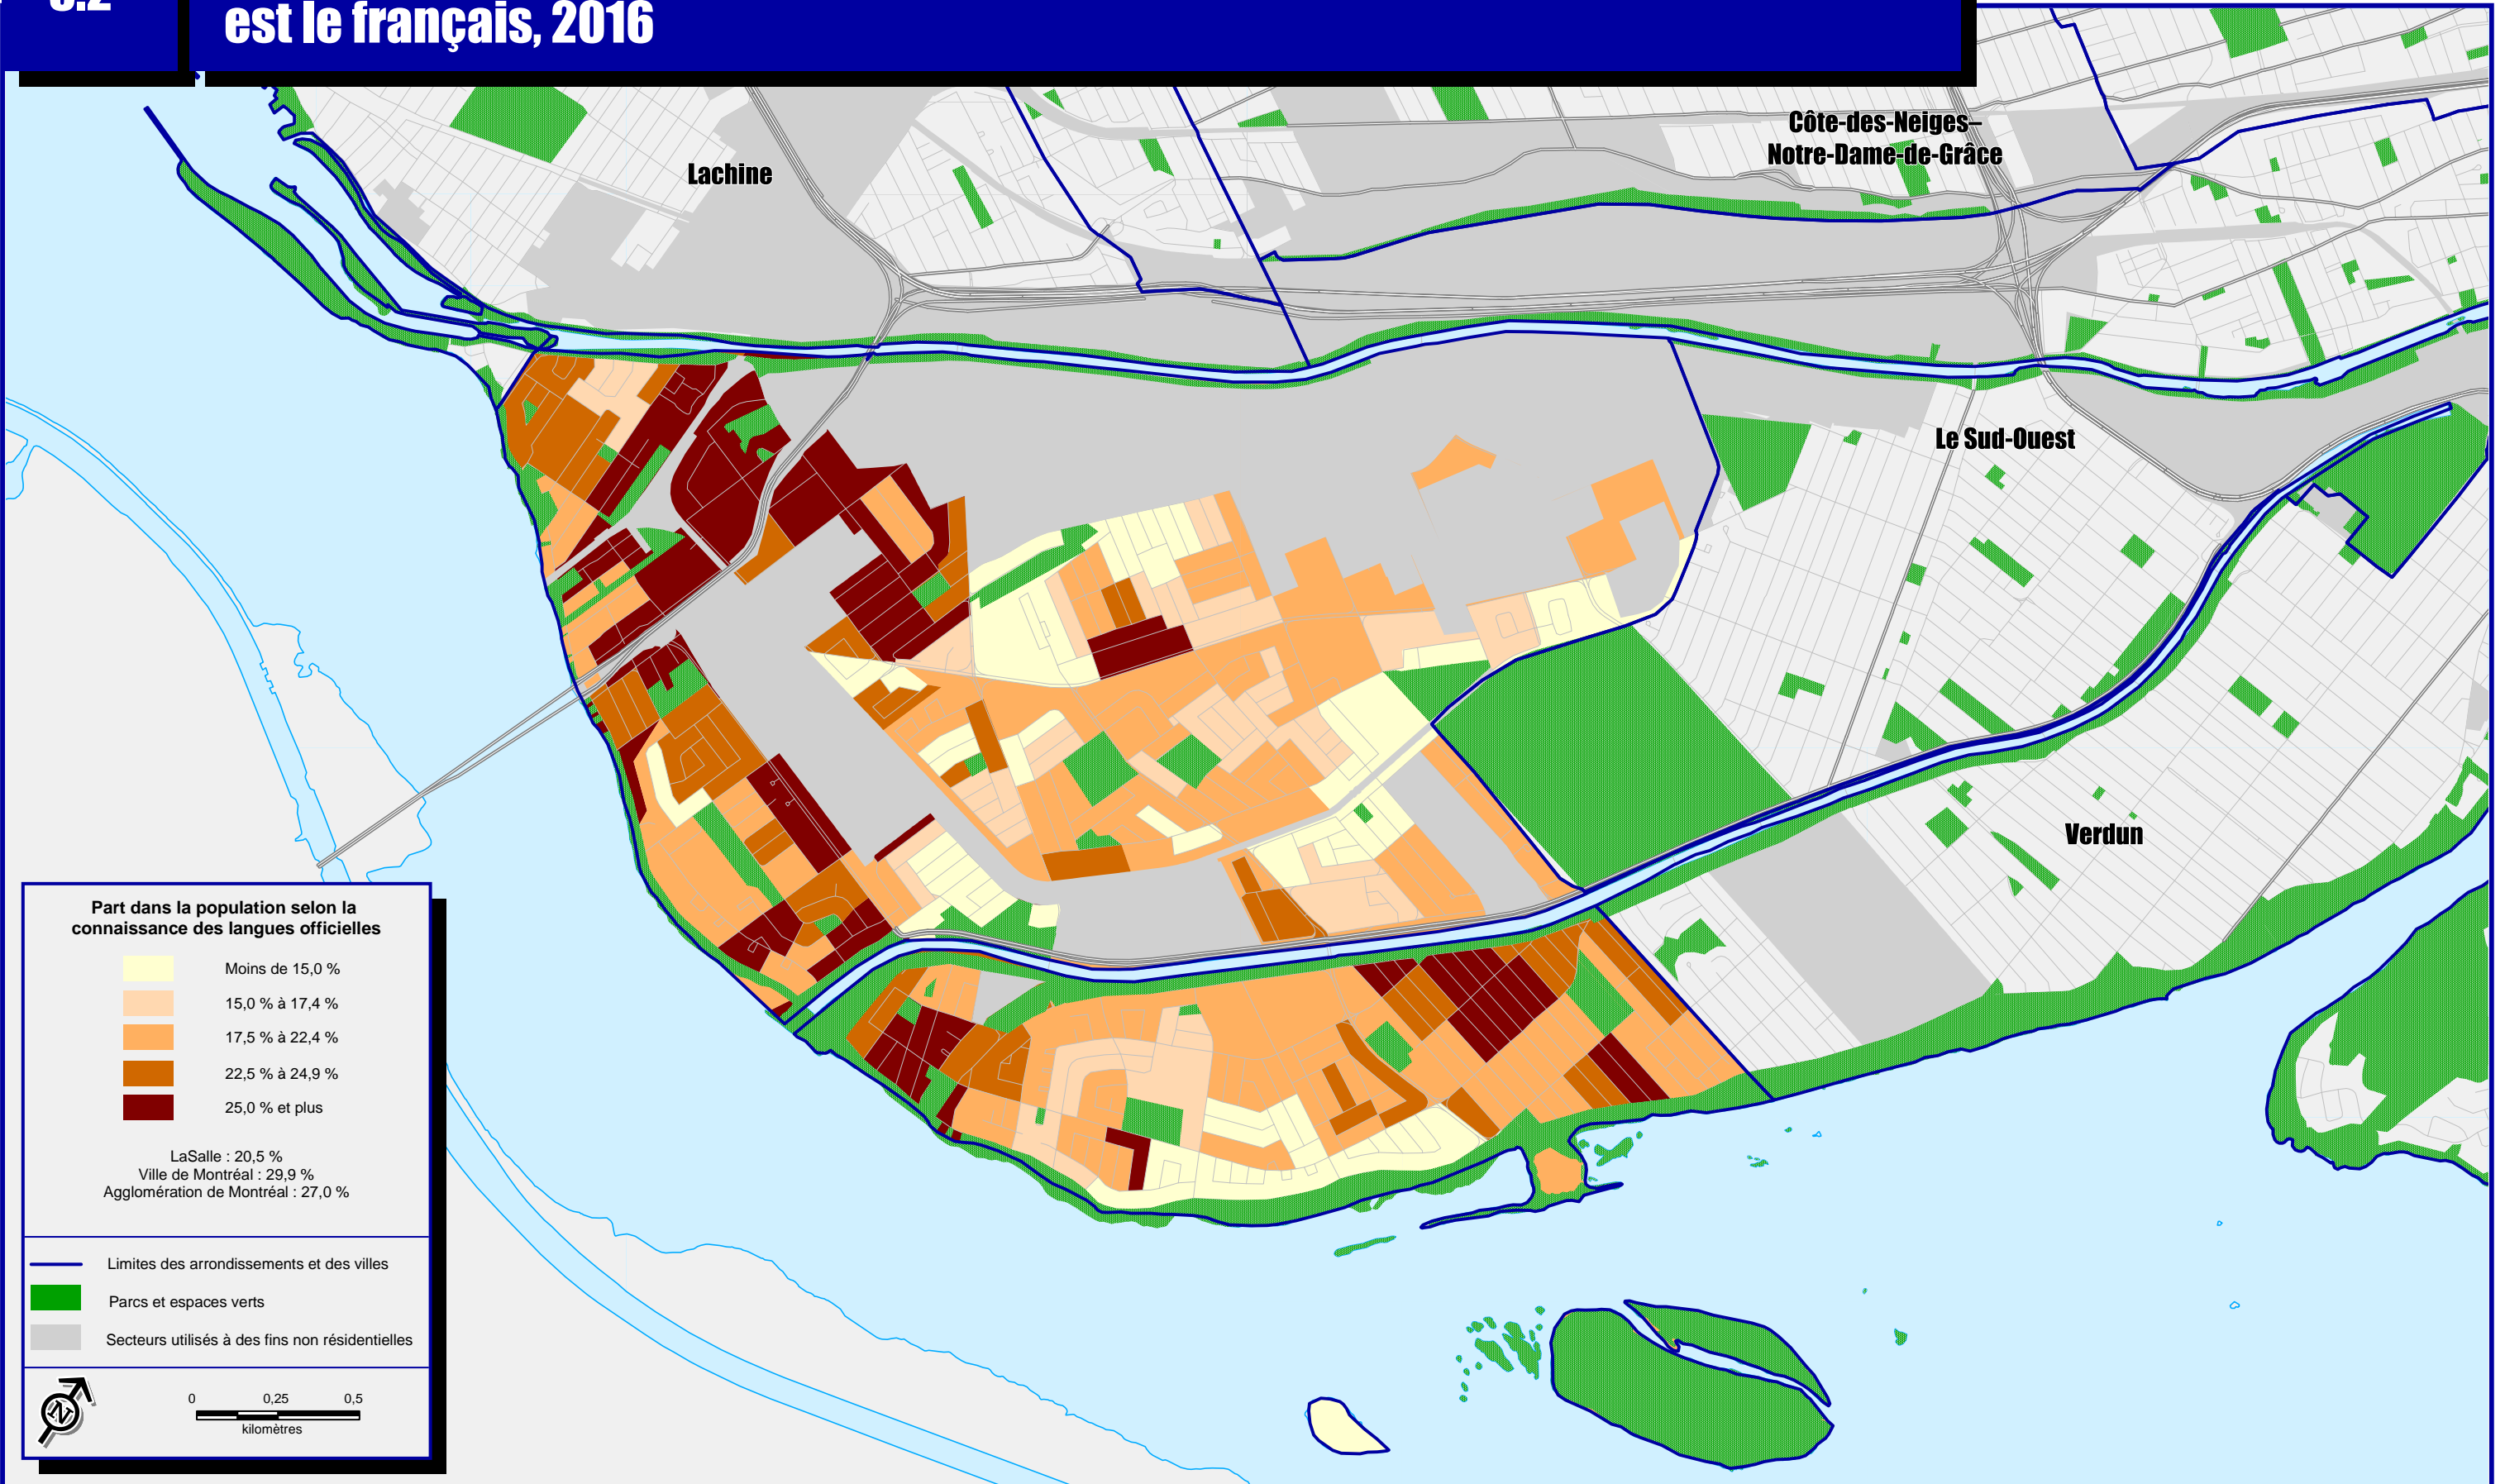 est le français, 2016
Lachine
Côte-des-Neiges–
Notre-Dame-de-Grâce
Le Sud-Ouest
Verdun
Part dans la population selon la
connaissance des langues officielles
Moins de 15,0 %
15,0 % à 17,4 %
17,5 % à 22,4 %
22,5 % à 24,9 %
25,0 % et plus
LaSalle : 20,5 %
Ville de Montréal : 29,9 %
Agglomération de Montréal : 27,0 %
Limites des arrondissements et des villes
Parcs et espaces verts
Secteurs utilisés à des fins non résidentielles
N
0 0,25 0,5
kilomètres